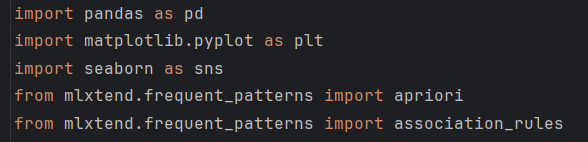 import pandas as pd
import matplotlib.pyplot as plt
import seaborn as sns
from mlxtend.frequent_patterns import apriori
from mlxtend.frequent_patterns import association_rules